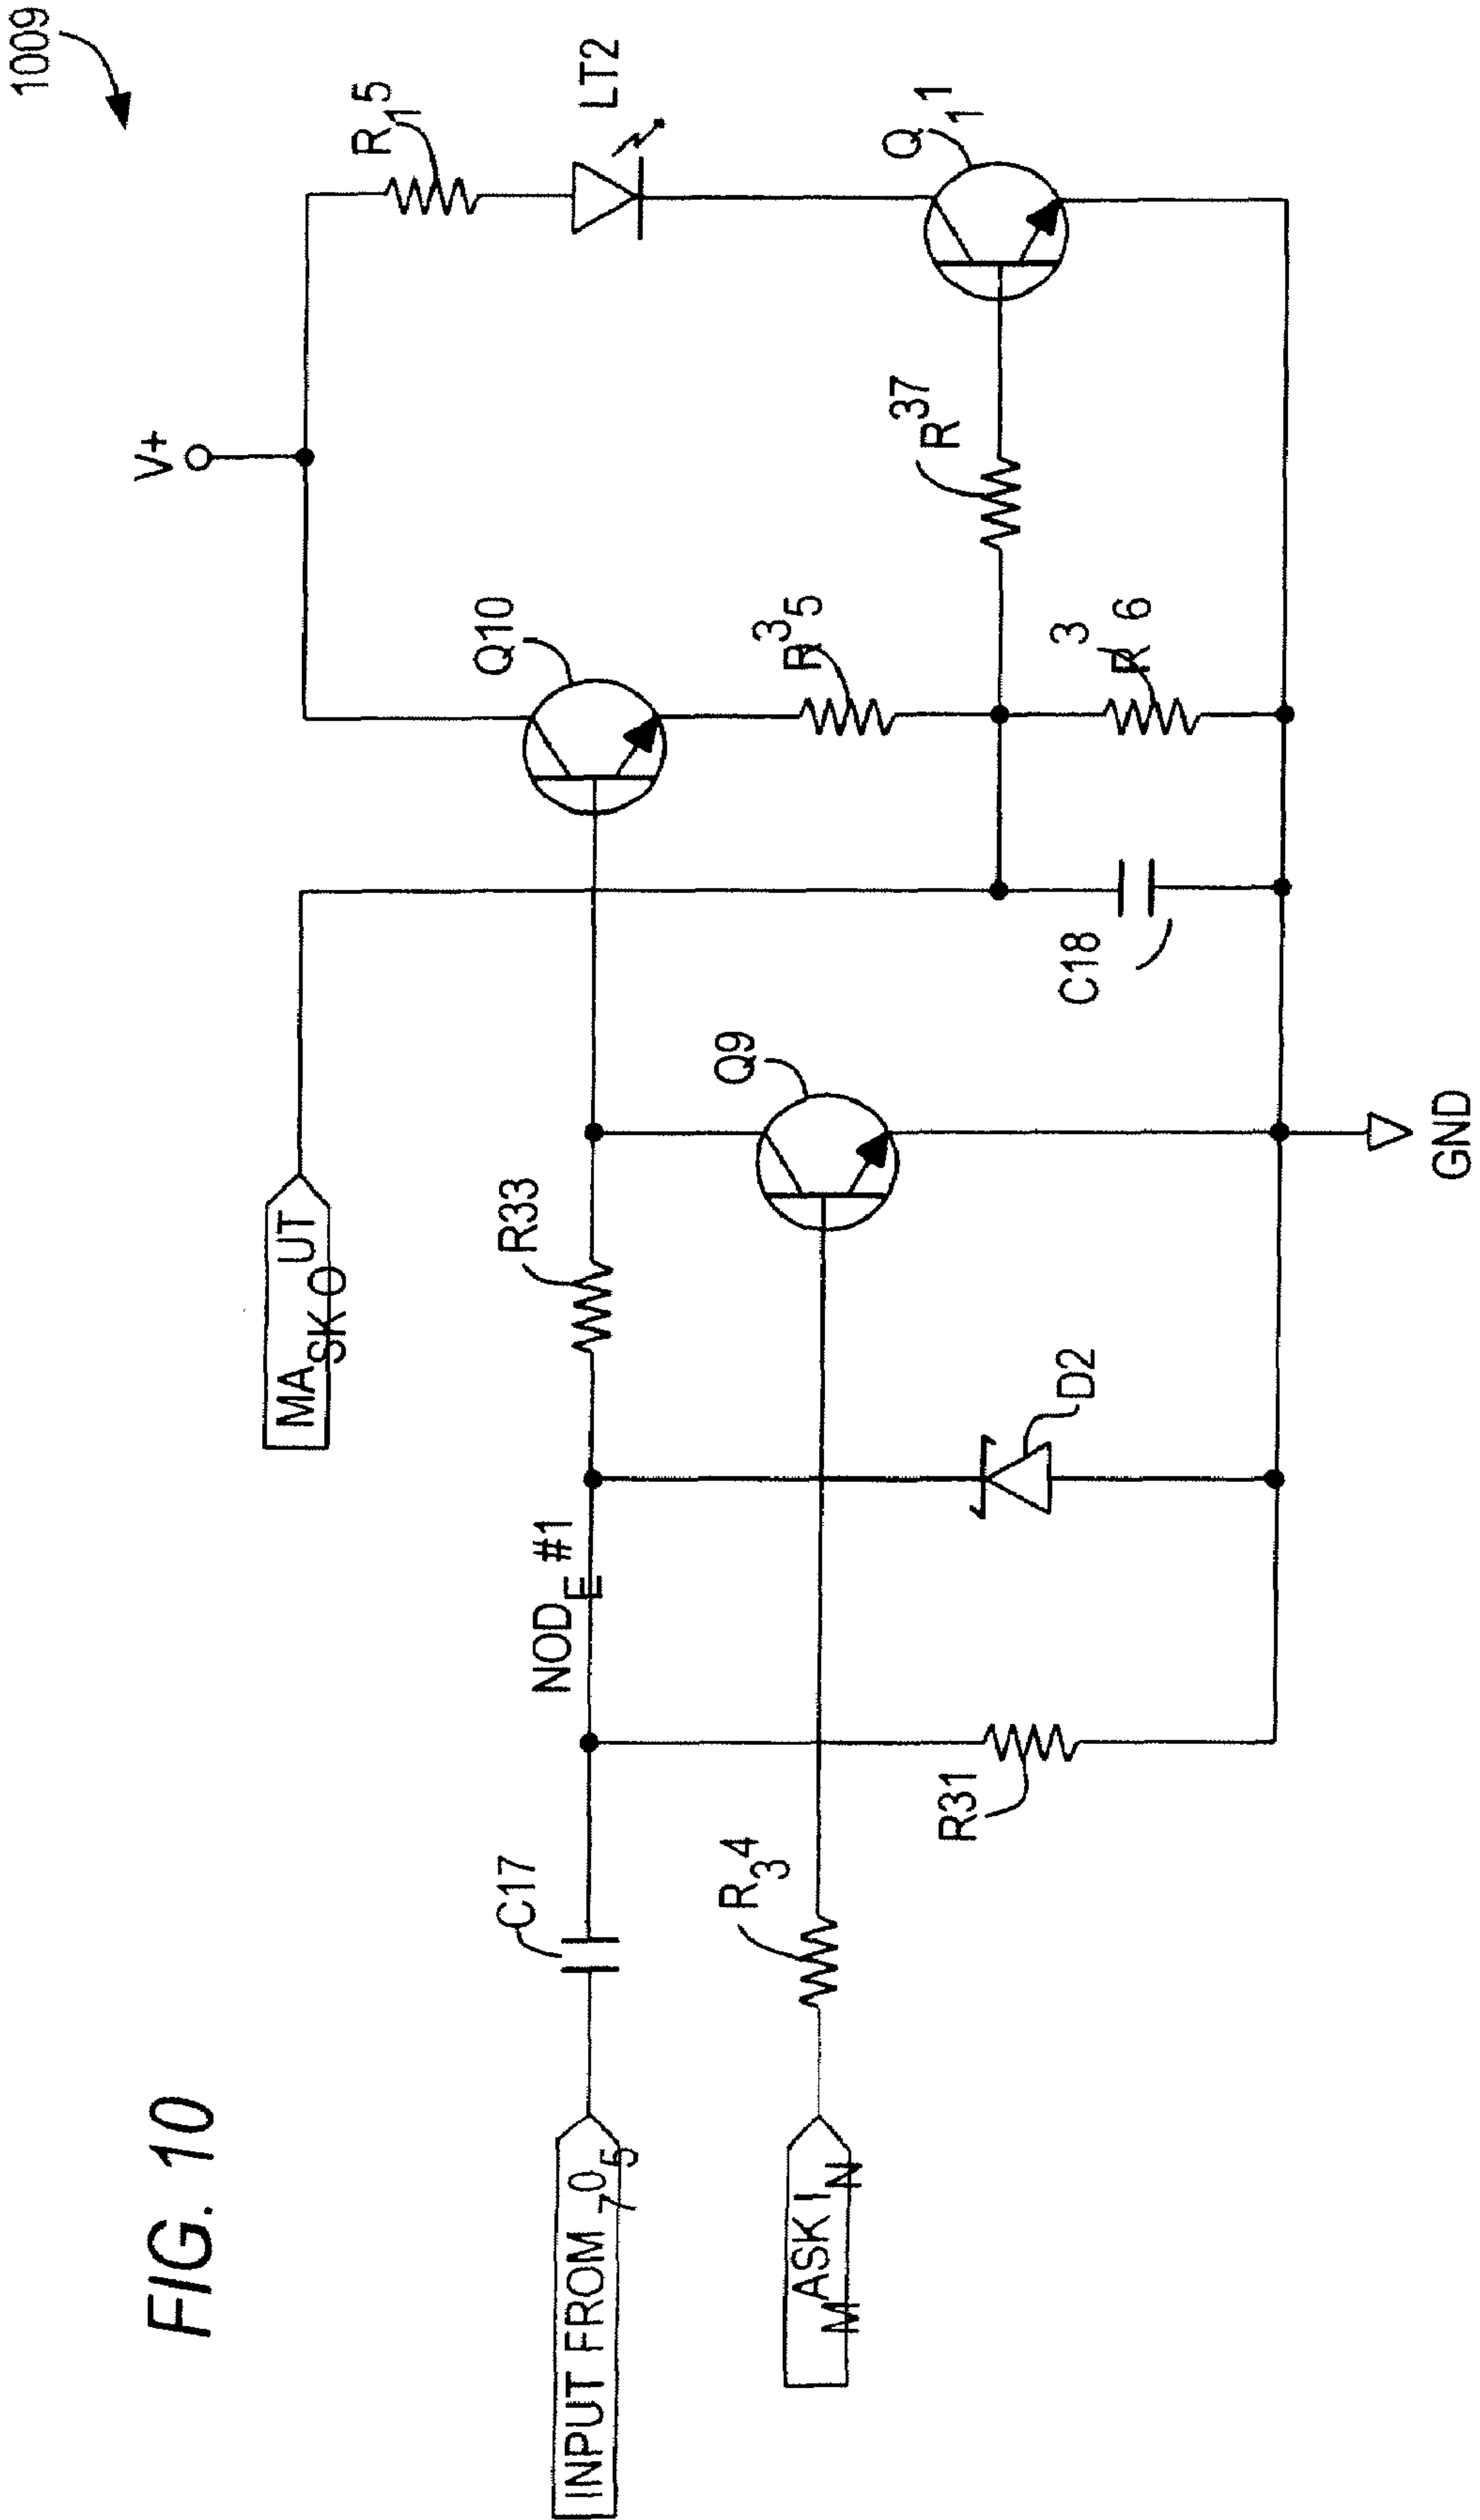 FIG. 10
1009
V+
R15
LT2
MASK OUT
Q10
Q11
R37
R35
R36
NODE #1
R33
Q9
C18
C17
INPUT FROM 705
R34
MASK IN
R31
D2
GND